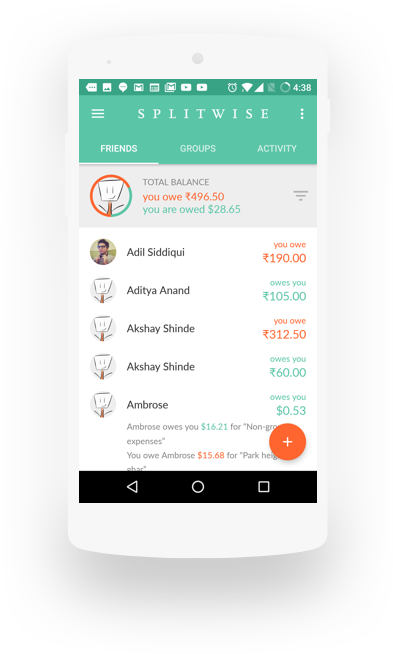 4:38
SPLITWISE
FRIENDS
GROUPS
ACTIVITY
TOTAL BALANCE
you owe ₹496.50
you are owed $28.65
Adil Siddiqui
you owe
₹190.00
Aditya Anand
owes you
₹105.00
Akshay Shinde
you owe
₹312.50
Akshay Shinde
owes you
₹60.00
Ambrose
owes you
$0.53
Ambrose owes you $16.21 for "Non-gro
expenses"
You owe Ambrose $15.68 for "Park heig
ghar"